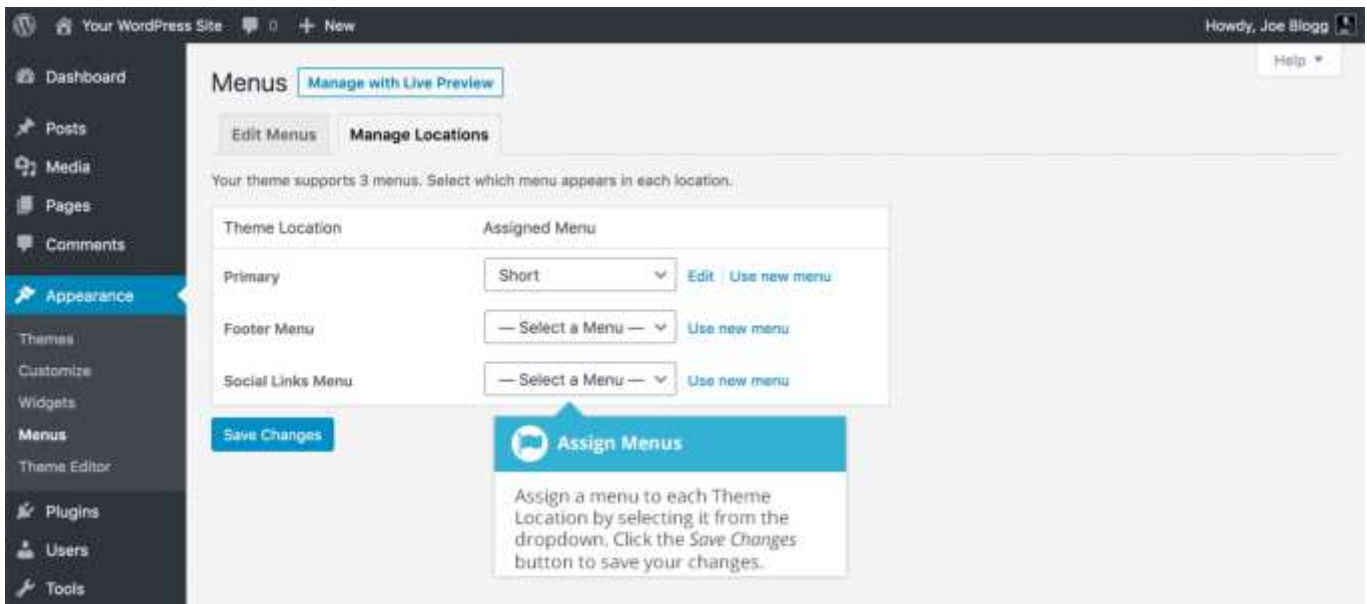 Your WordPress Site 0 + New Howdy, Joe Blogg
Help
Dashboard
Posts
Media
Pages
Comments
Appearance
Themes
Customize
Widgets
Menus
Theme Editor
Plugins
Users
Tools
Menus Manage with Live Preview
Edit Menus Manage Locations
Your theme supports 3 menus. Select which menu appears in each location.
Theme Location Assigned Menu
Primary Short Edit | Use new menu
Footer Menu — Select a Menu — Use new menu
Social Links Menu — Select a Menu — Use new menu
Save Changes
Assign Menus
Assign a menu to each Theme
Location by selecting it from the
dropdown. Click the Save Changes
button to save your changes.